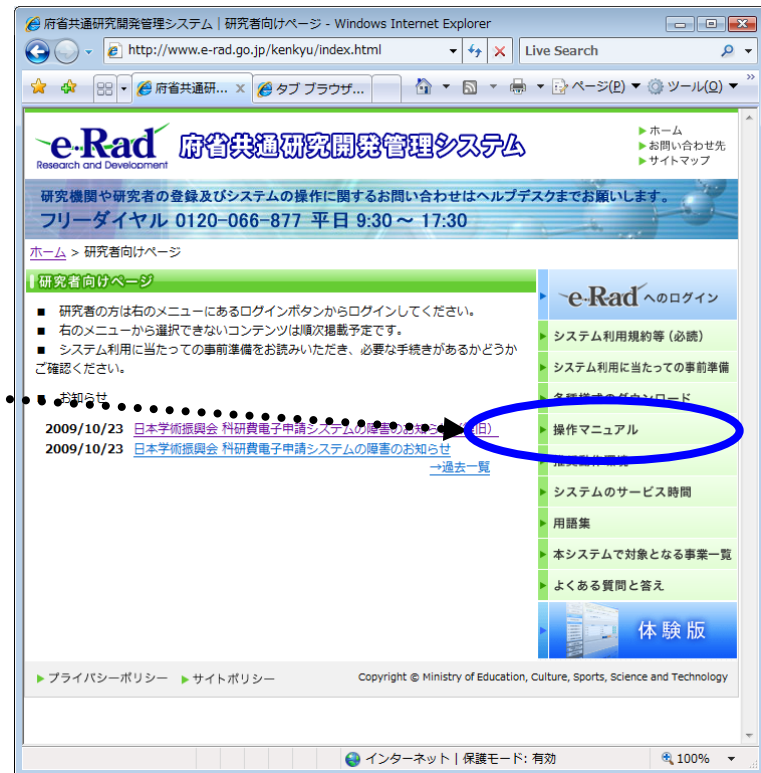 府省共通研究開発管理システム | 研究者向けページ - Windows Internet Explorer
http://www.e-rad.go.jp/kenkyu/index.html
Live Search
府省共通研... x
タブ ブラウザ...
ページ(P)
ツール(O)
e-Rad
Research and Development
府省共通研究開発管理システム
ホーム
お問い合わせ先
サイトマップ
研究機関や研究者の登録及びシステムの操作に関するお問い合わせはヘルプデスクまでお願いします。
フリーダイヤル 0120-066-877 平日 9:30 ~ 17:30
ホーム > 研究者向けページ
研究者向けページ
■ 研究者の方は右のメニューにあるログインボタンからログインしてください。
■ 右のメニューから選択できないコンテンツは順次掲載予定です。
■ システム利用に当たっての事前準備をお読みいただき、必要な手続きがあるかどうか
ご確認ください。
■ お知らせ
2009/10/23 日本学術振興会 科研費電子申請システムの障害のお知らせ(復旧)
2009/10/23 日本学術振興会 科研費電子申請システムの障害のお知らせ
→過去一覧
e-Rad へのログイン
システム利用規約等 (必読)
システム利用に当たっての事前準備
各種様式のダウンロード
操作マニュアル
推奨動作環境
システムのサービス時間
用語集
本システムで対象となる事業一覧
よくある質問と答え
体験版
プライバシーポリシー
サイトポリシー
Copyright © Ministry of Education, Culture, Sports, Science and Technology
インターネット | 保護モード: 有効
100%